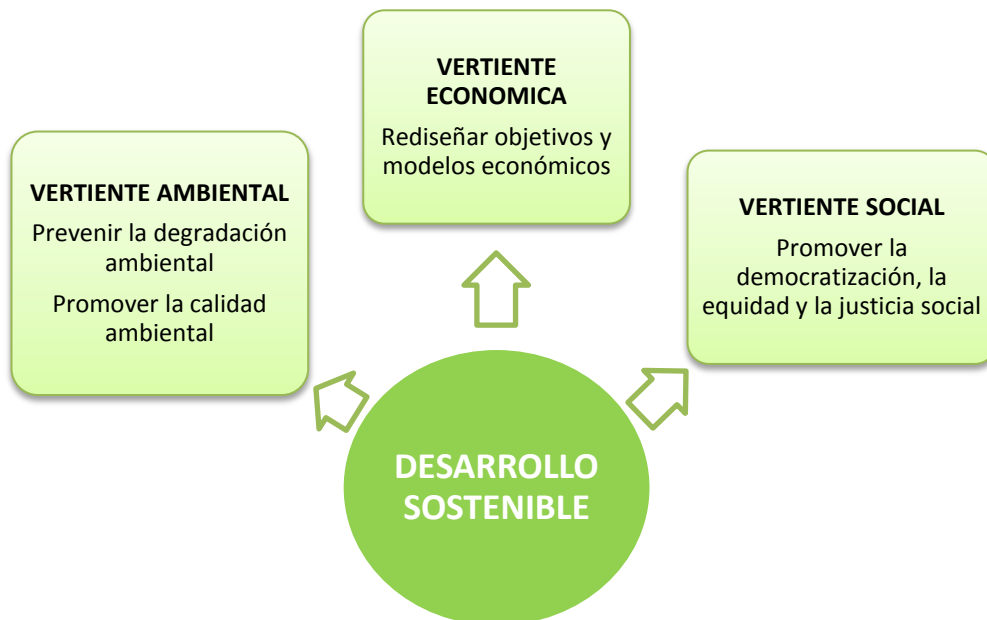 VERTIENTE AMBIENTAL
Prevenir la degradación
ambiental
Promover la calidad
ambiental
VERTIENTE
ECONOMICA
Rediseñar objetivos y
modelos económicos
VERTIENTE SOCIAL
Promover la
democratización, la
equidad y la justicia social
DESARROLLO
SOSTENIBLE